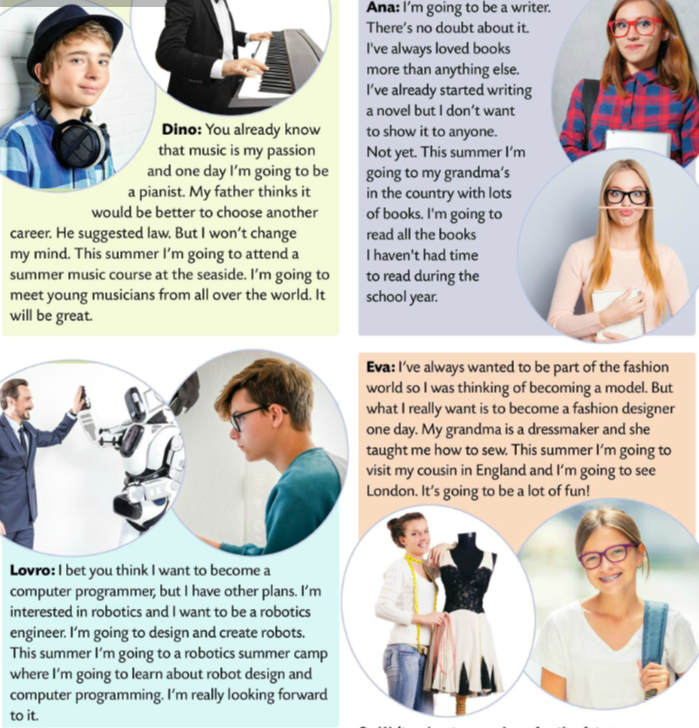 Dino: You already know
that music is my passion
and one day I'm going to be
a pianist. My father thinks it
would be better to choose another
career. He suggested law. But I won't change
my mind. This summer I'm going to attend a
summer music course at the seaside. I'm going to
meet young musicians from all over the world. It
will be great.
Ana: I'm going to be a writer.
There's no doubt about it.
I've always loved books
more than anything else.
I've already started writing
a novel but I don't want
to show it to anyone.
Not yet. This summer I'm
going to my grandma's
in the country with lots
of books. I'm going to
read all the books
I haven't had time
to read during the
school year.
Lovro: I bet you think I want to become a
computer programmer, but I have other plans. I'm
interested in robotics and I want to be a robotics
engineer. I'm going to design and create robots.
This summer I'm going to a robotics summer camp
where I'm going to learn about robot design and
computer programming. I'm really looking forward
to it.
Eva: I've always wanted to be part of the fashion
world so I was thinking of becoming a model. But
what I really want is to become a fashion designer
one day. My grandma is a dressmaker and she
taught me how to sew. This summer I'm going to
visit my cousin in England and I'm going to see
London. It's going to be a lot of fun!